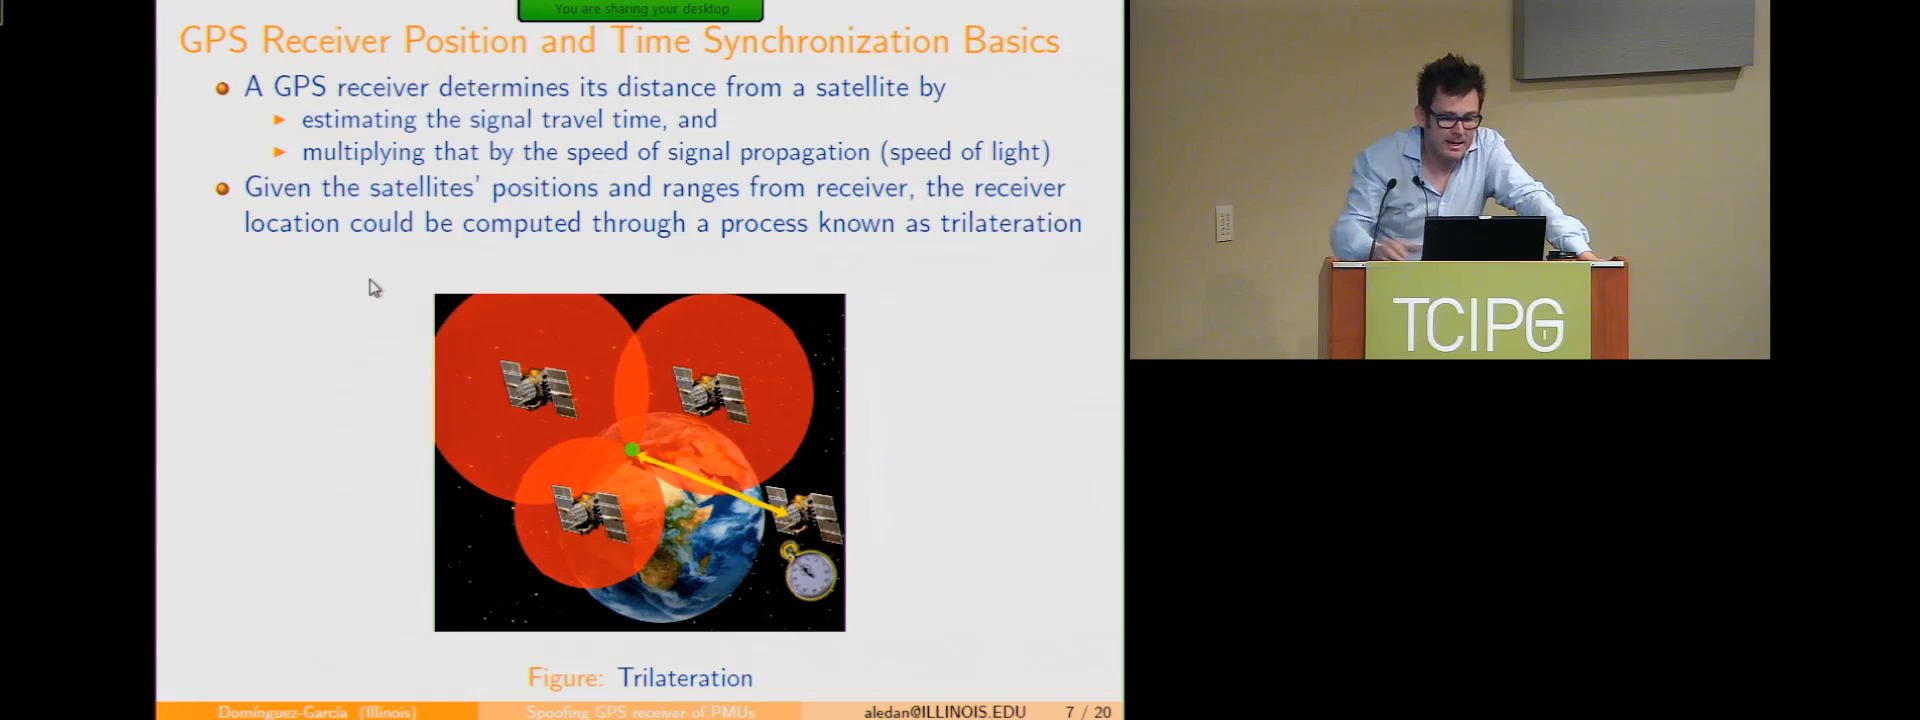 You are sharing your desktop
GPS Receiver Position and Time Synchronization Basics
A GPS receiver determines its distance from a satellite by
estimating the signal travel time, and
multiplying that by the speed of signal propagation (speed of light)
Given the satellites' positions and ranges from receiver, the receiver
location could be computed through a process known as trilateration
Figure: Trilateration
Domínguez-García (Illinois)
Spoofing GPS receiver of PMUs
aledan@ILLINOIS.EDU
7 / 20
TCIPG